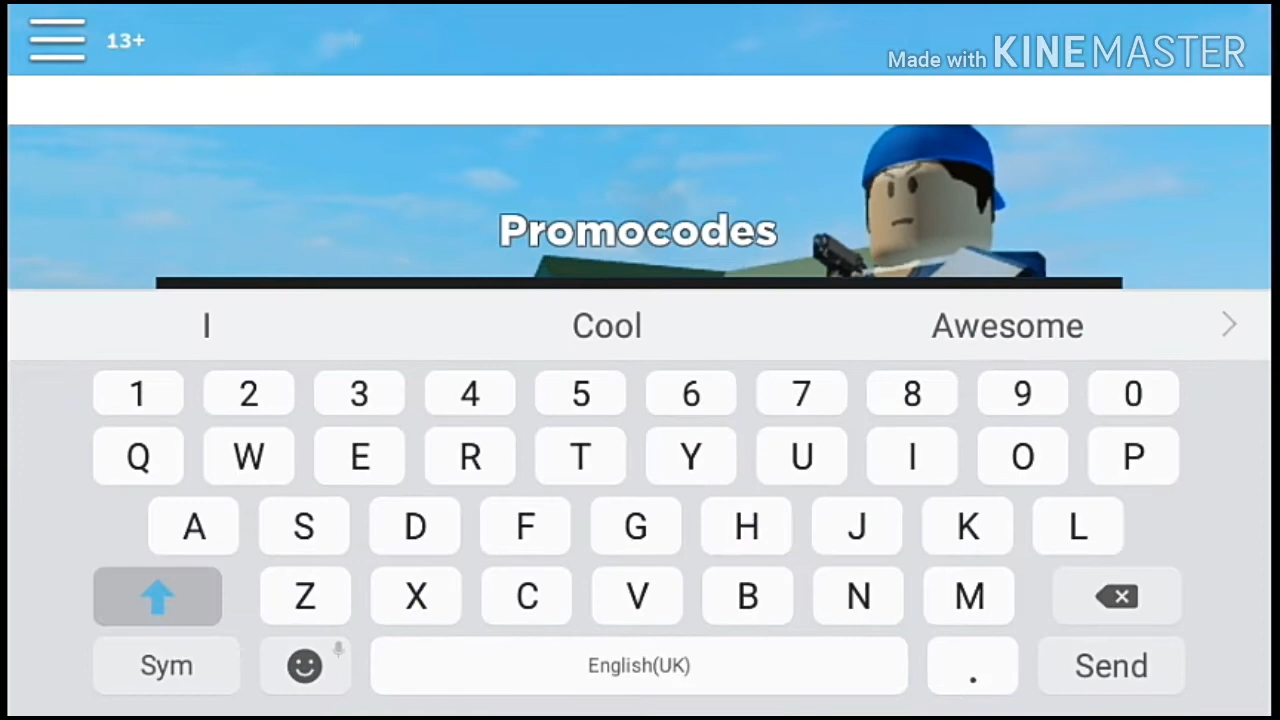 13+
Made with KINEMASTER
Promocodes
I Cool Awesome
1 2 3 4 5 6 7 8 9 0
Q W E R T Y U I O P
A S D F G H J K L
Z X C V B N M
Sym English(UK) . Send